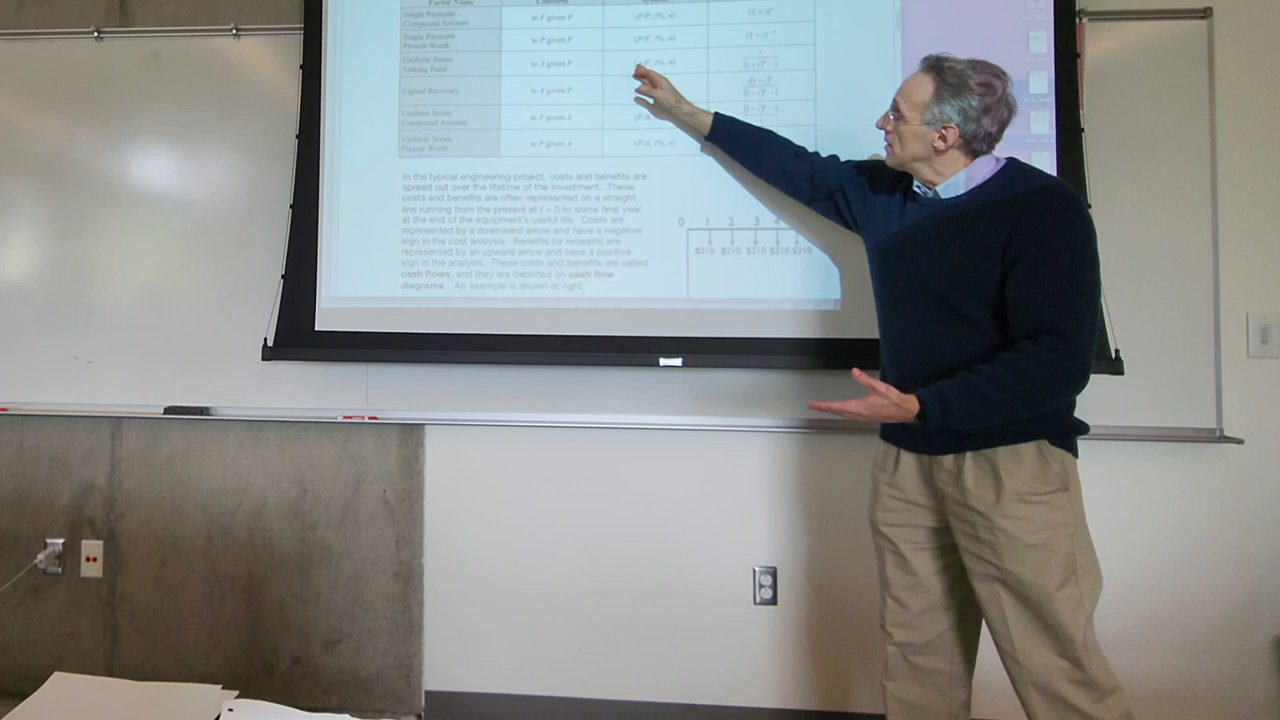 Factor Name Converts Symbol
Single Payment
Compound Amount to F given P (F/P, i%, n) (1 + i)ⁿ
Single Payment
Present Worth to P given F (P/F, i%, n) (1 + i)⁻ⁿ
Uniform Series
Sinking Fund to A given F i%, n)
Capital Recovery to A given P
Uniform Series
Compound Amount to F given A (F/A
Uniform Series
Present Worth to P given A (P/A, i%, n)
In the typical engineering project, costs and benefits are
spread out over the lifetime of the investment. These
costs and benefits are often represented on a straight
line running from the present at t = 0 to some final year
at the end of the equipment's useful life. Costs are
represented by a downward arrow and have a negative
sign in the cost analysis. Benefits (or receipts) are
represented by an upward arrow and have a positive
sign in the analysis. These costs and benefits are called
cash flows, and they are depicted on cash flow
diagrams. An example is shown at right.
0 1 2 3 4
$210 $210 $210 $210 $210